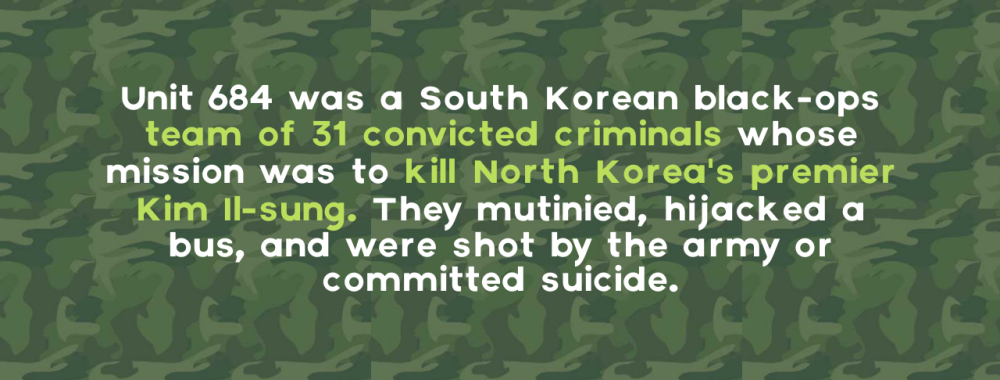 Unit 684 was a South Korean black-ops
team of 31 convicted criminals whose
mission was to kill North Korea's premier
Kim Il-sung. They mutinied, hijacked a
bus, and were shot by the army or
committed suicide.